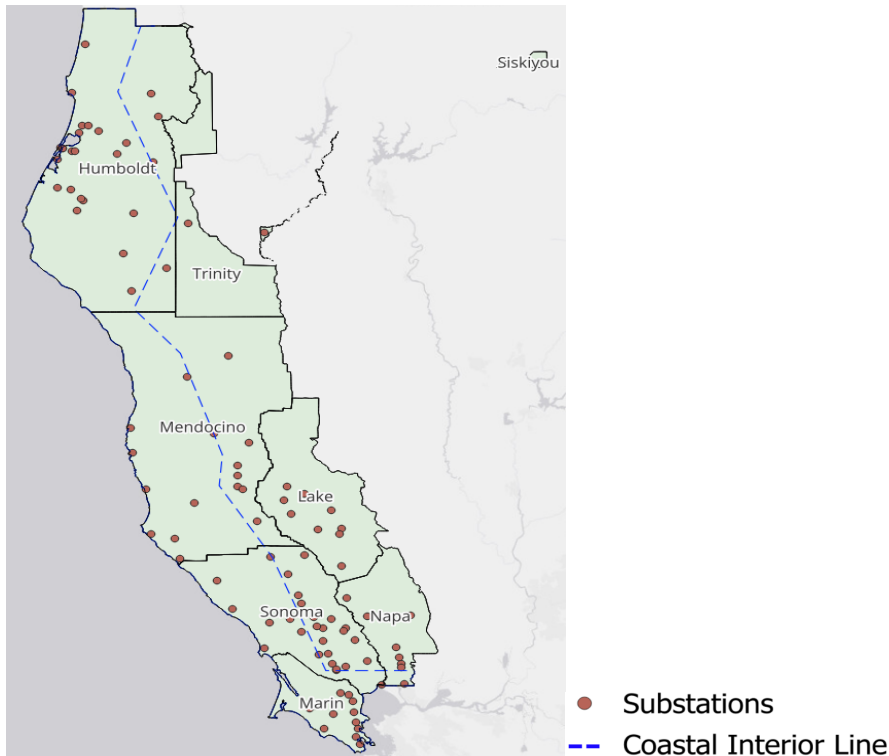 Siskiyou
Humboldt
Trinity
Mendocino
Lake
Sonoma
Napa
Marin
Substations
Coastal Interior Line